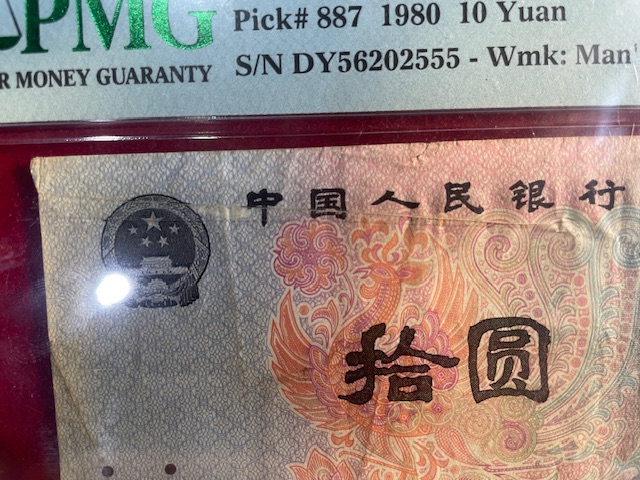 PMG
Pick# 887 1980 10 Yuan
R MONEY GUARANTY
S/N DY56202555 - Wmk: Man'
中国人民银行
拾圆